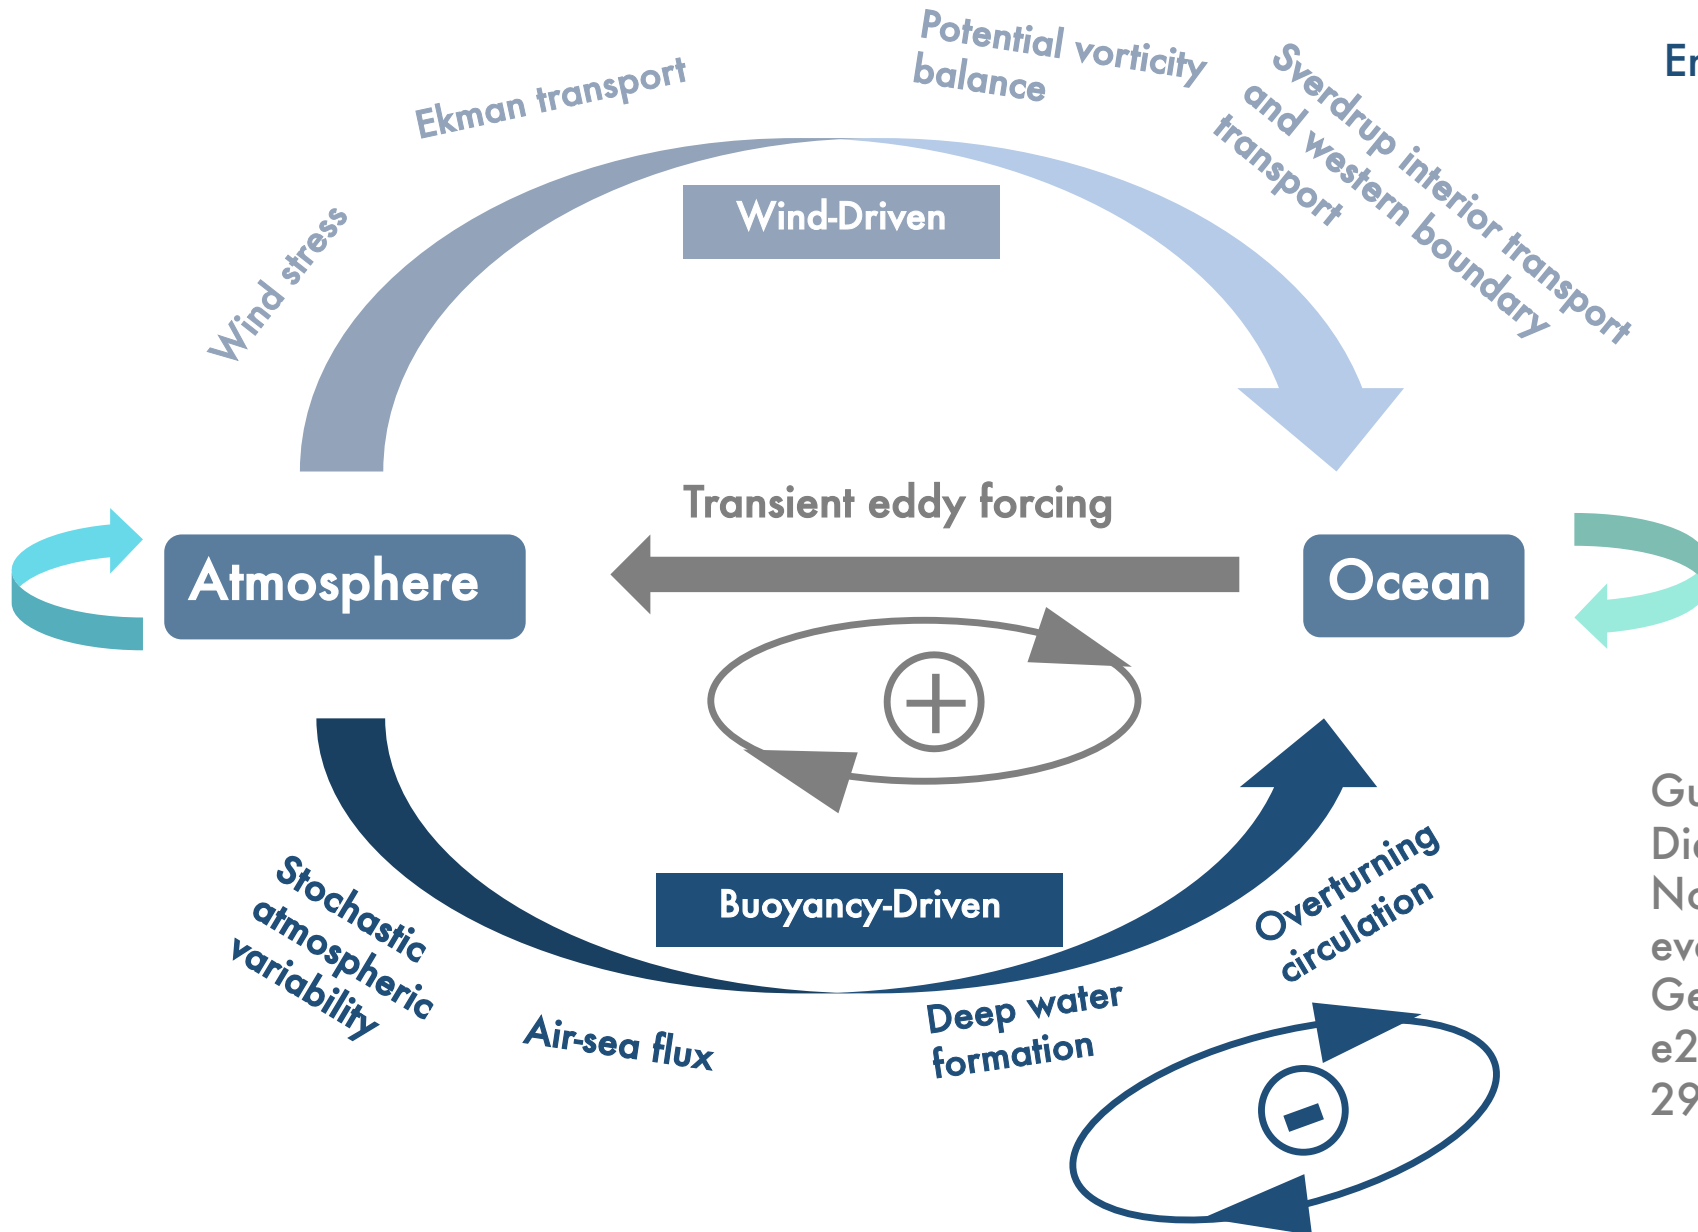 Potential vorticity
balance
Ekman transport
Sverdrup interior transport
and western boundary
transport
Wind-Driven
Wind stress
Transient eddy forcing
Atmosphere
Ocean
Buoyancy-Driven
Stochastic
atmospheric
variability
Air-sea flux
Deep water
formation
Overturning
circulation